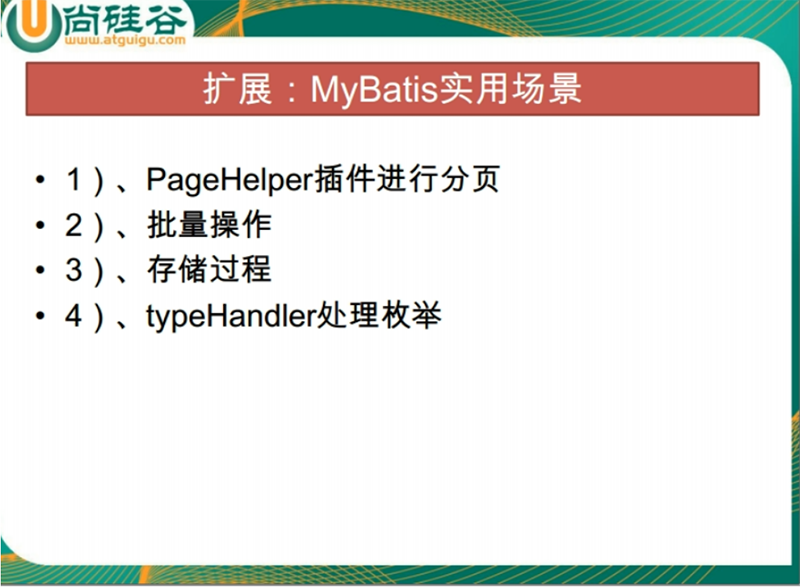 尚硅谷
www.atguigu.com
扩展：MyBatis实用场景
• 1）、PageHelper插件进行分页
• 2）、批量操作
• 3）、存储过程
• 4）、typeHandler处理枚举